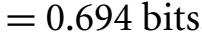 = 0.694 bits